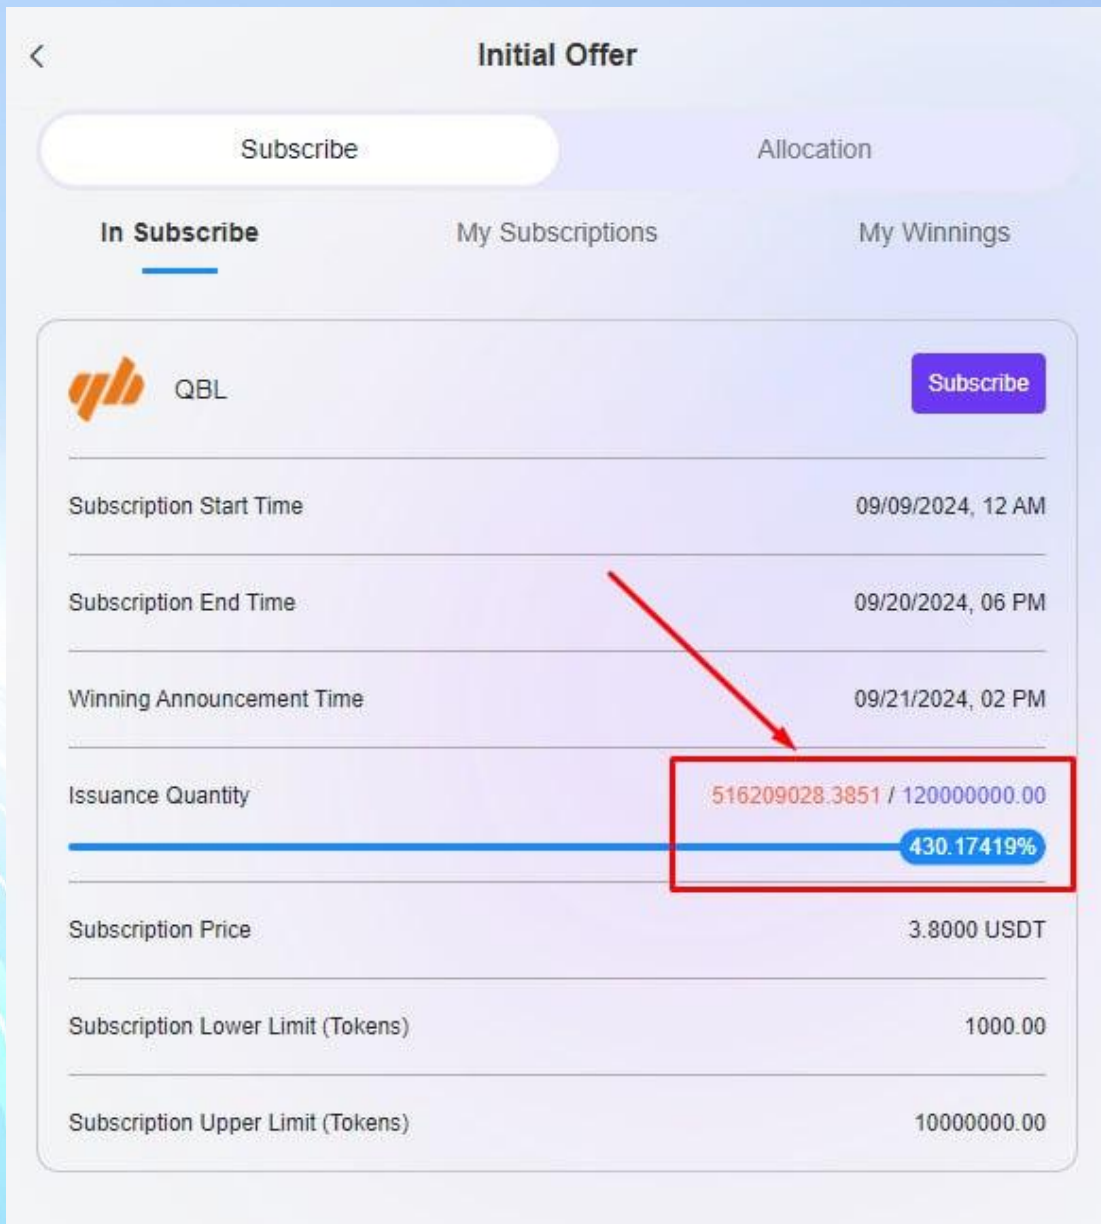 Initial Offer
Subscribe
Allocation
In Subscribe
My Subscriptions
My Winnings
qb QBL
Subscribe
Subscription Start Time 09/09/2024, 12 AM
Subscription End Time 09/20/2024, 06 PM
Winning Announcement Time 09/21/2024, 02 PM
Issuance Quantity 516209028.3851 / 120000000.00
430.17419%
Subscription Price 3.8000 USDT
Subscription Lower Limit (Tokens) 1000.00
Subscription Upper Limit (Tokens) 10000000.00